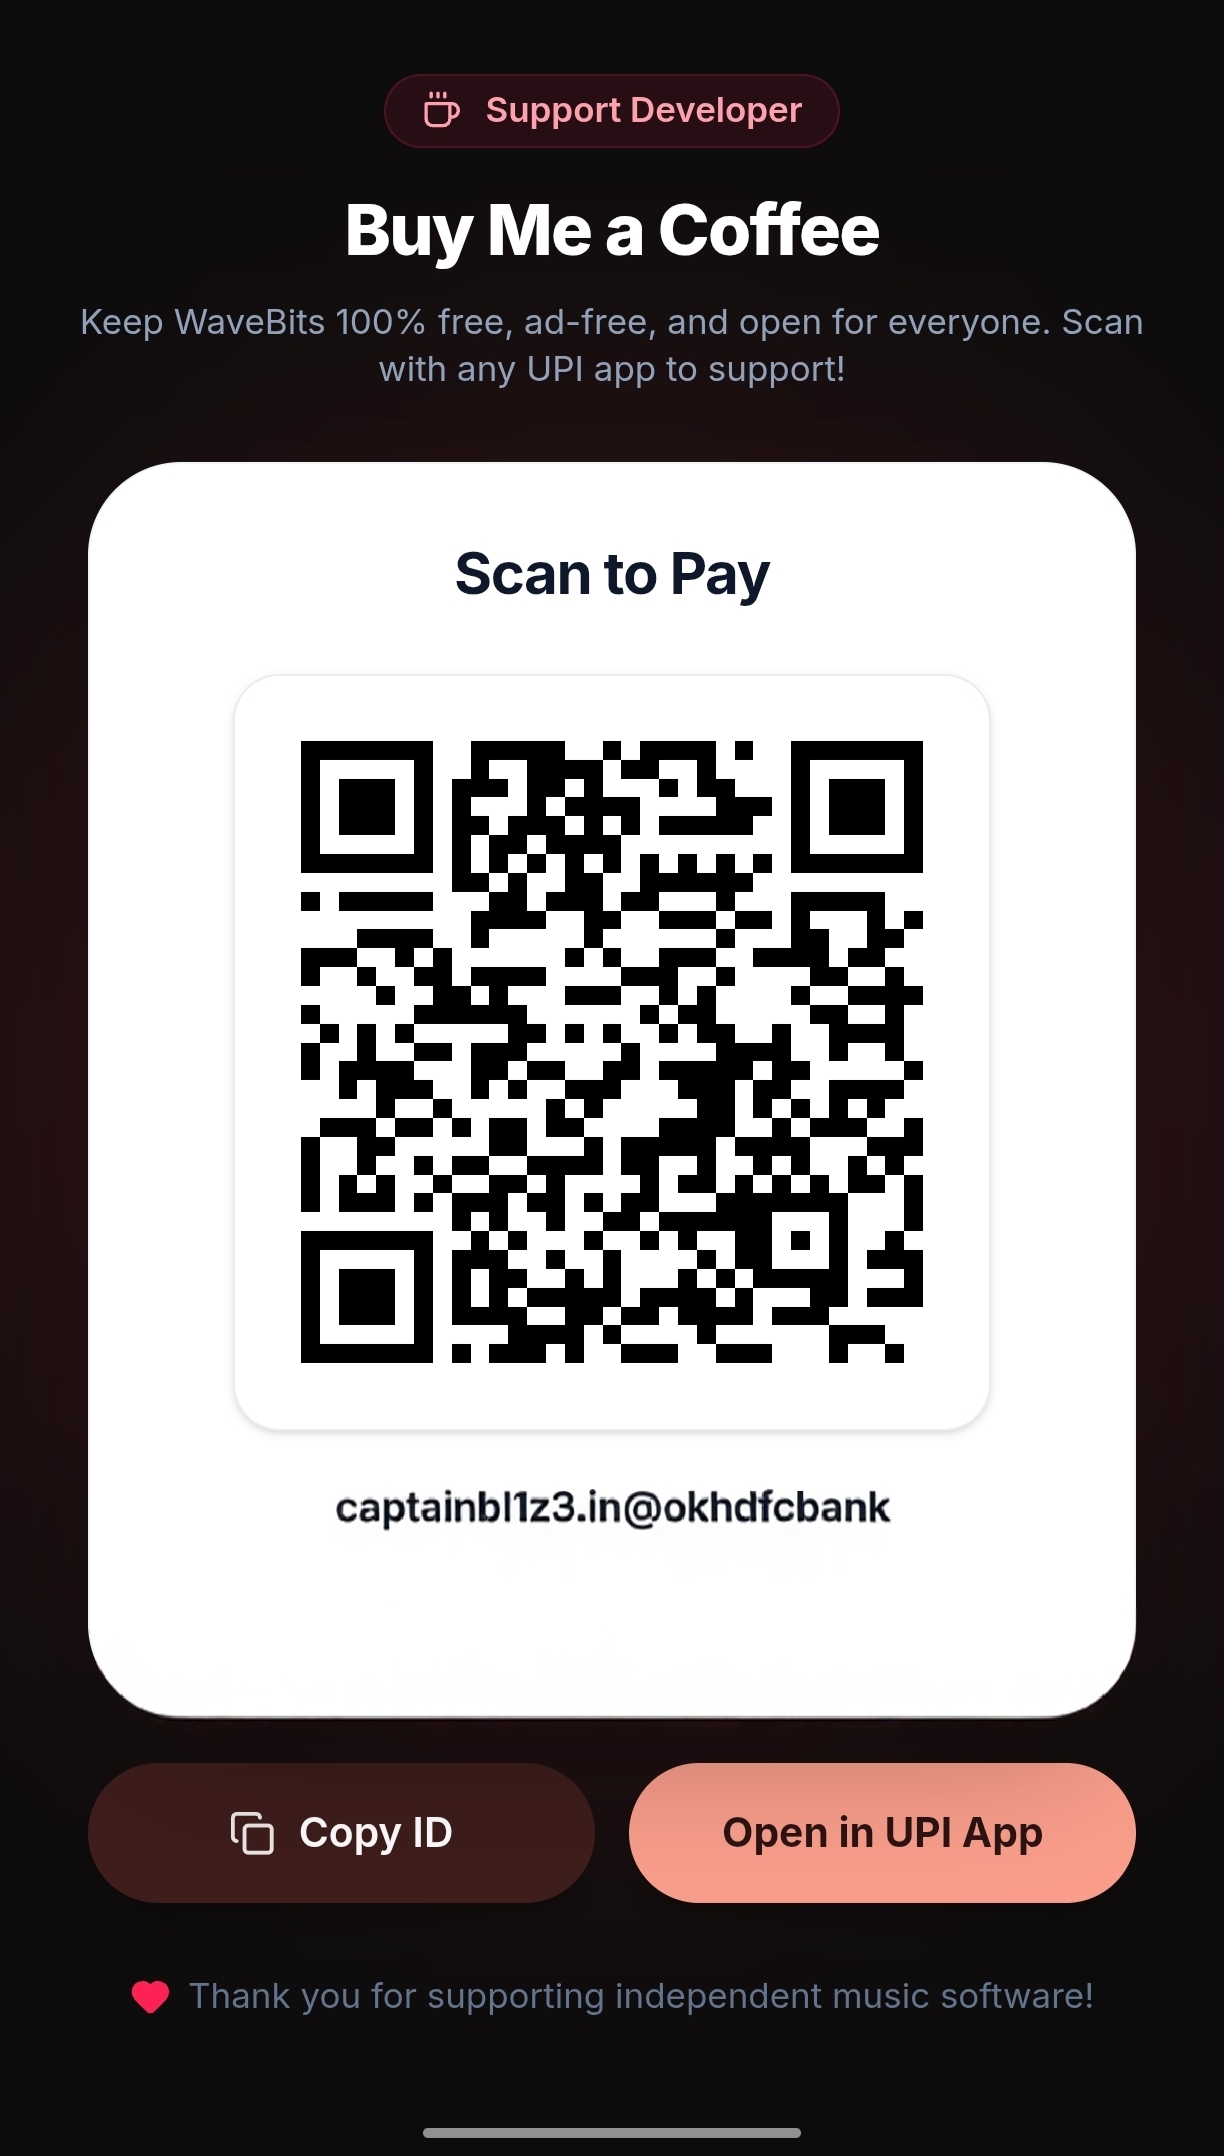 Support Developer
Buy Me a Coffee
Keep WaveBits 100% free, ad-free, and open for everyone. Scan
with any UPI app to support!
Scan to Pay
captainbl1z3.in@okhdfcbank
Copy ID
Open in UPI App
Thank you for supporting independent music software!